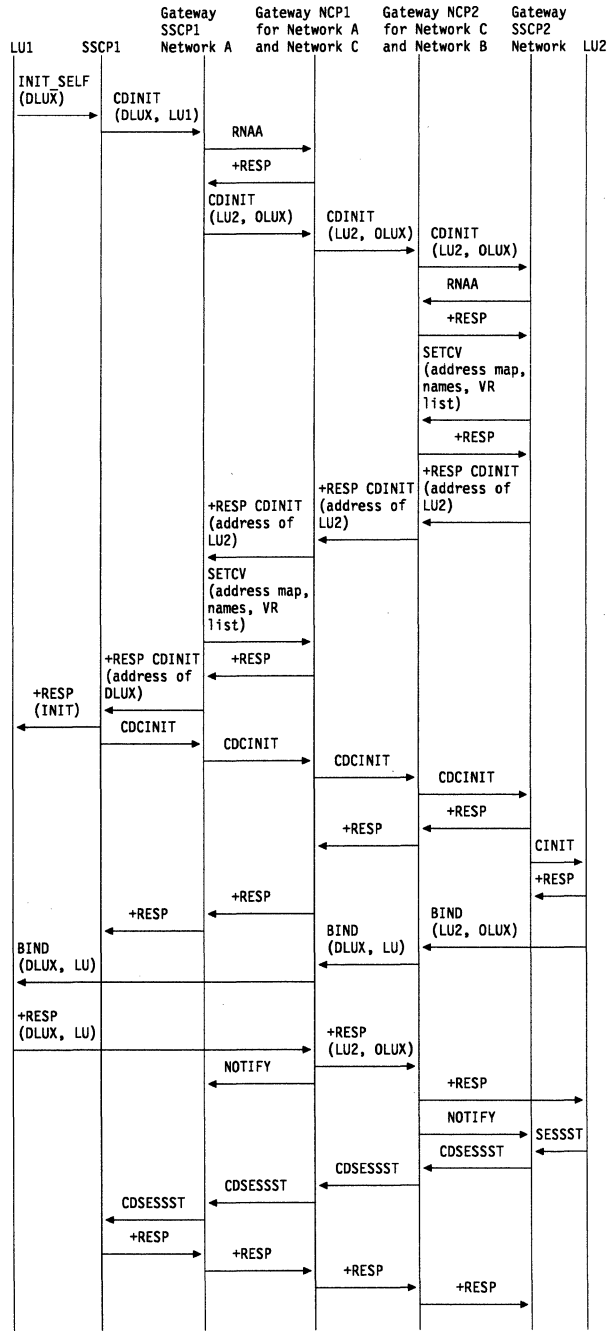 Gateway Gateway NCP1 Gateway NCP2 Gateway
SSCP1 for Network A for Network C SSCP2
LU1 SSCP1 Network A and Network C and Network B Network LU2
INIT_SELF
(DLUX)
CDINIT
(DLUX, LU1)
RNAA
+RESP
CDINIT
(LU2, OLUX)
CDINIT
(LU2, OLUX)
CDINIT
(LU2, OLUX)
RNAA
+RESP
SETCV
(address map,
names, VR
list)
+RESP
+RESP CDINIT
(address of
LU2)
+RESP CDINIT
(address of
LU2)
+RESP CDINIT
(address of
LU2)
SETCV
(address map,
names, VR
list)
+RESP
+RESP CDINIT
(address of
DLUX)
+RESP
(INIT)
CDCINIT
CDCINIT
CDCINIT
CDCINIT
+RESP
+RESP
CINIT
+RESP
+RESP
+RESP
BIND
(LU2, OLUX)
BIND
(DLUX, LU)
BIND
(DLUX, LU)
+RESP
(DLUX, LU)
+RESP
(LU2, OLUX)
NOTIFY
+RESP
NOTIFY
SESSST
CDSESSST
CDSESSST
CDSESSST
CDSESSST
+RESP
+RESP
+RESP
+RESP